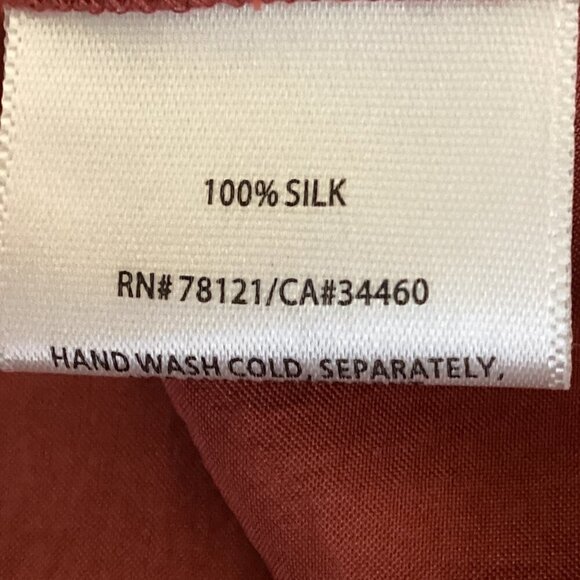 100% SILK
RN# 78121/CA#34460
HAND WASH COLD, SEPARATELY,